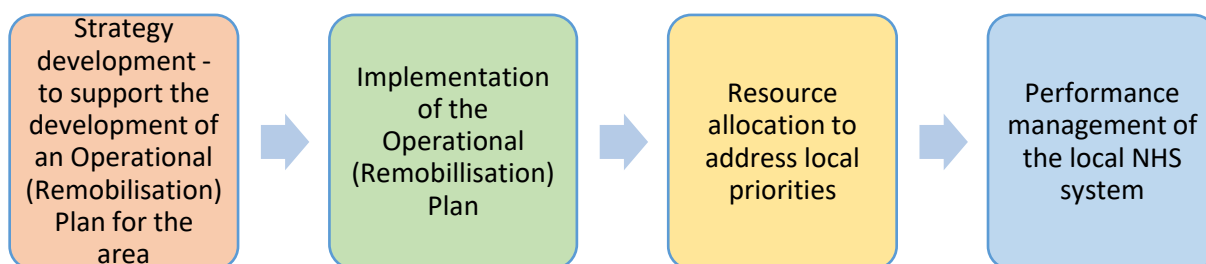 Strategy
development -
to support the
development of
an Operational
(Remobilisation)
Plan for the
area
Implementation
of the
Operational
(Remobillisation)
Plan
Resource
allocation to
address local
priorities
Performance
management of
the local NHS
system